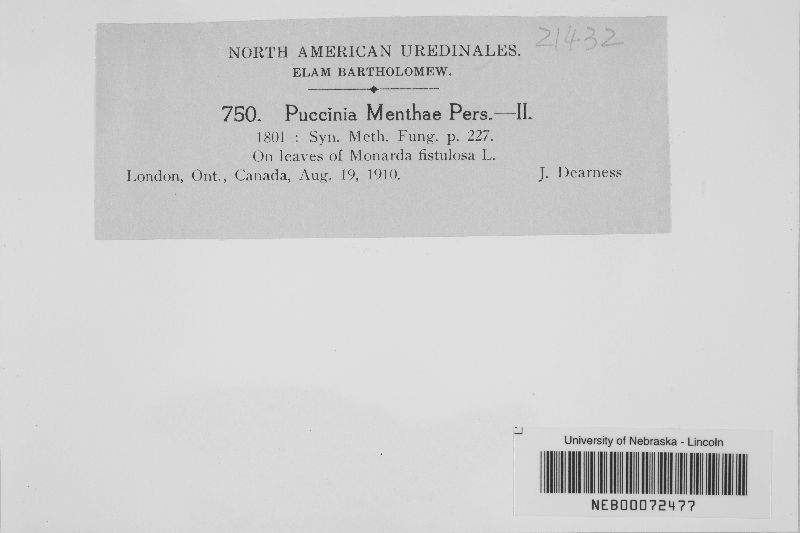 21432
NORTH AMERICAN UREDINALES.
ELAM BARTHOLOMEW.
750. Puccinia Menthae Pers.—II.
1801 : Syn. Meth. Fung. p. 227.
On leaves of Monarda fistulosa L.
London, Ont., Canada, Aug. 19, 1910. J. Dearness
University of Nebraska - Lincoln
NEB00072477